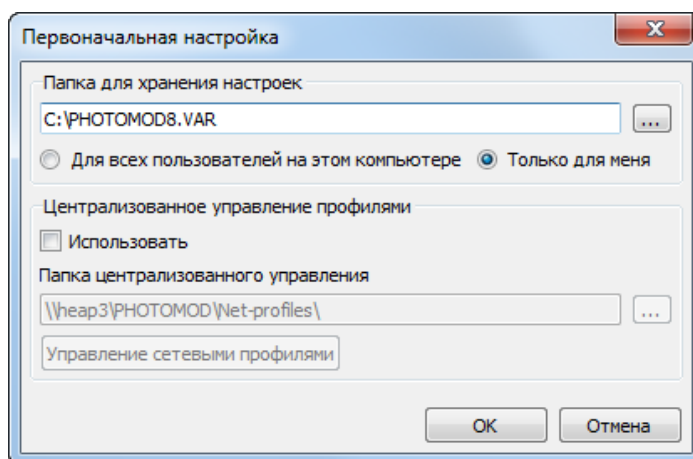 Первоначальная настройка
Папка для хранения настроек
C:\PHOTOMOD8.VAR
...
Для всех пользователей на этом компьютере Только для меня
Централизованное управление профилями
Использовать
Папка централизованного управления
\\heap3\PHOTOMOD\Net-profiles\
...
Управление сетевыми профилями
OK Отмена